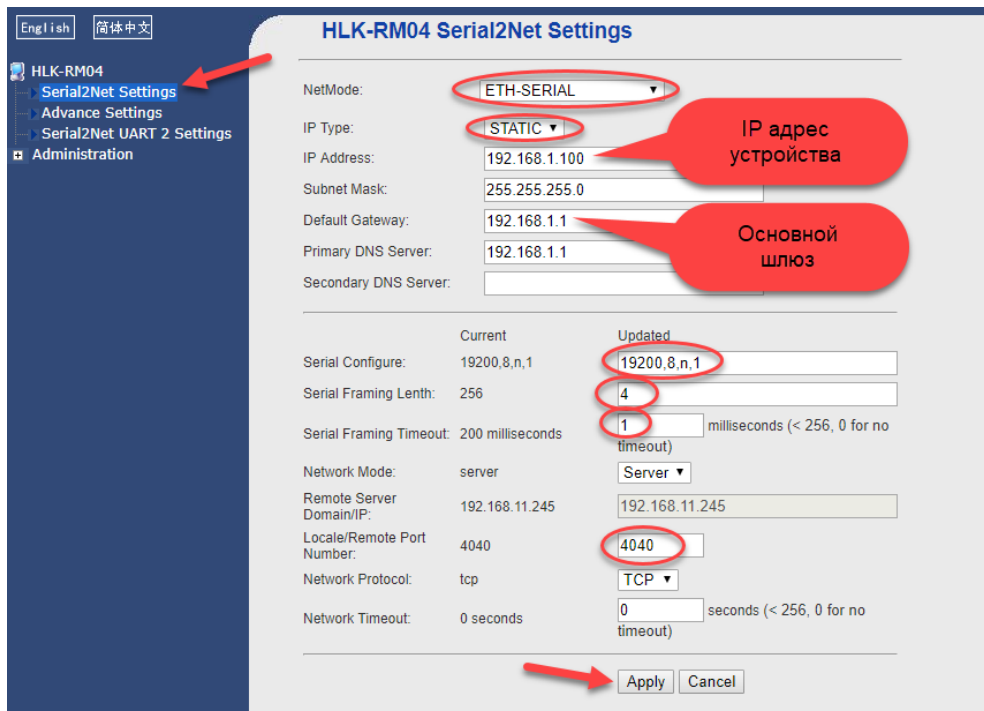 English 简体中文
HLK-RM04
Serial2Net Settings
Advance Settings
Serial2Net UART 2 Settings
Administration
HLK-RM04 Serial2Net Settings
NetMode: ETH-SERIAL
IP Type: STATIC
IP Address: 192.168.1.100
Subnet Mask: 255.255.255.0
Default Gateway: 192.168.1.1
Primary DNS Server: 192.168.1.1
Secondary DNS Server:
IP адрес
устройства
Основной
шлюз
Current Updated
Serial Configure: 19200,8,n,1 19200,8,n,1
Serial Framing Lenth: 256 4
Serial Framing Timeout: 200 milliseconds 1 milliseconds (< 256, 0 for no
timeout)
Network Mode: server Server
Remote Server
Domain/IP: 192.168.11.245 192.168.11.245
Locale/Remote Port
Number: 4040 4040
Network Protocol: tcp TCP
Network Timeout: 0 seconds 0 seconds (< 256, 0 for no
timeout)
Apply Cancel